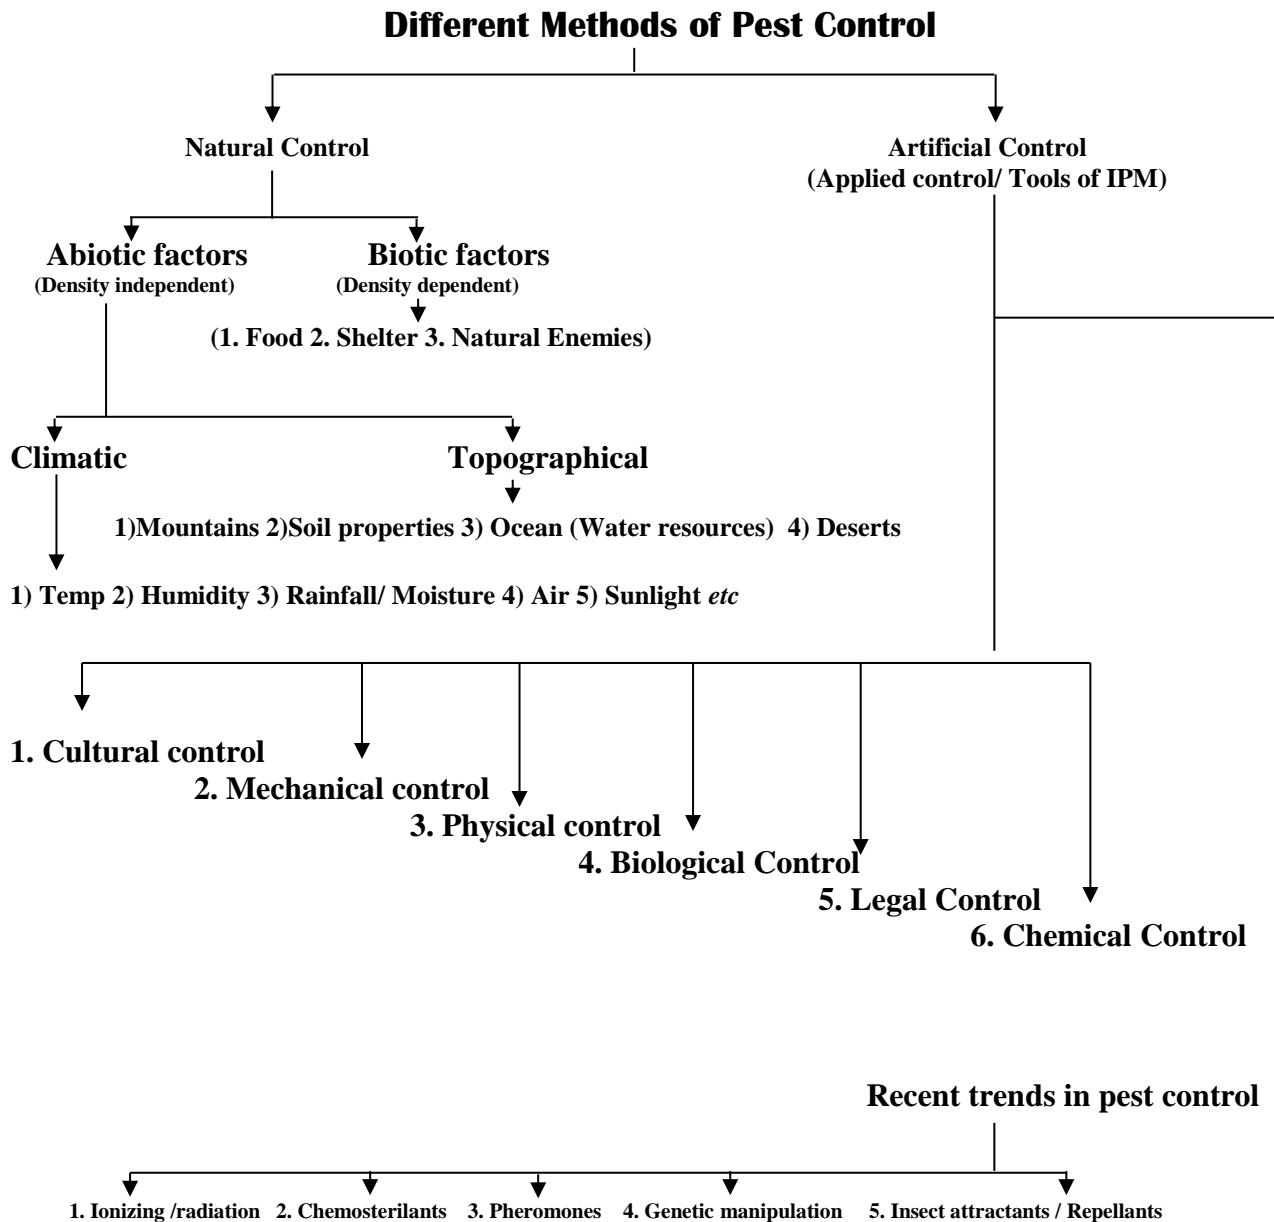 Different Methods of Pest Control
Natural Control
Artificial Control
(Applied control/ Tools of IPM)
Abiotic factors
(Density independent)
Biotic factors
(Density dependent)
(1. Food 2. Shelter 3. Natural Enemies)
Climatic
Topographical
1)Mountains 2)Soil properties 3) Ocean (Water resources) 4) Deserts
1) Temp 2) Humidity 3) Rainfall/ Moisture 4) Air 5) Sunlight etc
1. Cultural control
2. Mechanical control
3. Physical control
4. Biological Control
5. Legal Control
6. Chemical Control
Recent trends in pest control
1. Ionizing /radiation 2. Chemosterilants 3. Pheromones 4. Genetic manipulation 5. Insect attractants / Repellants